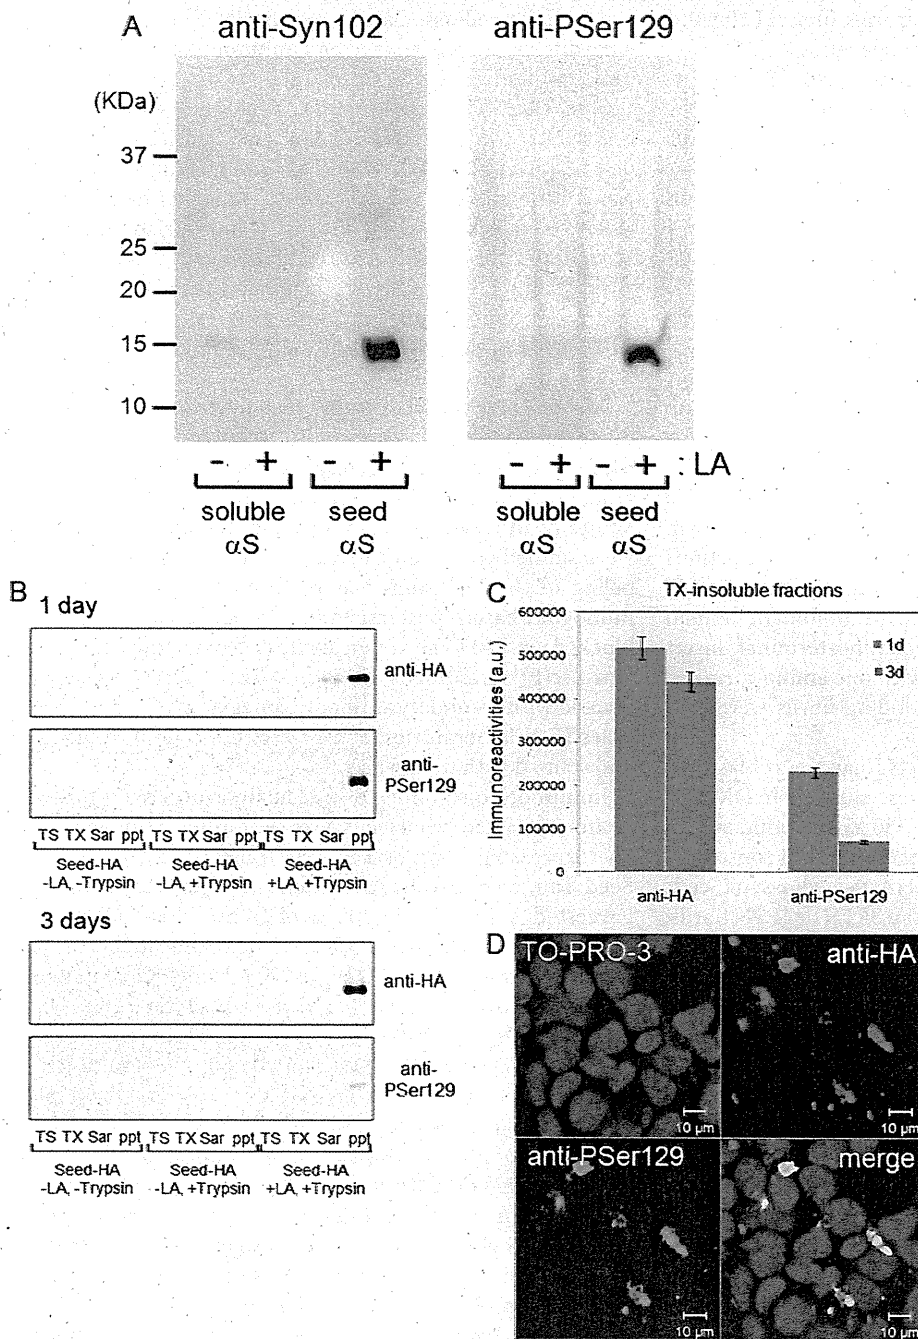 A anti-Syn102 anti-PSer129
(KDa)
37
25
20
15
10
- + - + - + - + : LA
soluble αS seed αS soluble αS seed αS
B 1 day
anti-HA
anti-PSer129
TS TX Sar ppt TS TX Sar ppt TS TX Sar ppt
Seed-HA -LA, -Trypsin Seed-HA -LA, +Trypsin Seed-HA +LA, +Trypsin
3 days
anti-HA
anti-PSer129
TS TX Sar ppt TS TX Sar ppt TS TX Sar ppt
Seed-HA -LA, -Trypsin Seed-HA -LA, +Trypsin Seed-HA +LA, +Trypsin
C TX-insoluble fractions
Immunoreactivities (a.u.)
600000
500000
400000
300000
200000
100000
0
1d
3d
anti-HA anti-PSer129
D TO-PRO-3 anti-HA
10 µm 10 µm
anti-PSer129 merge
10 µm 10 µm